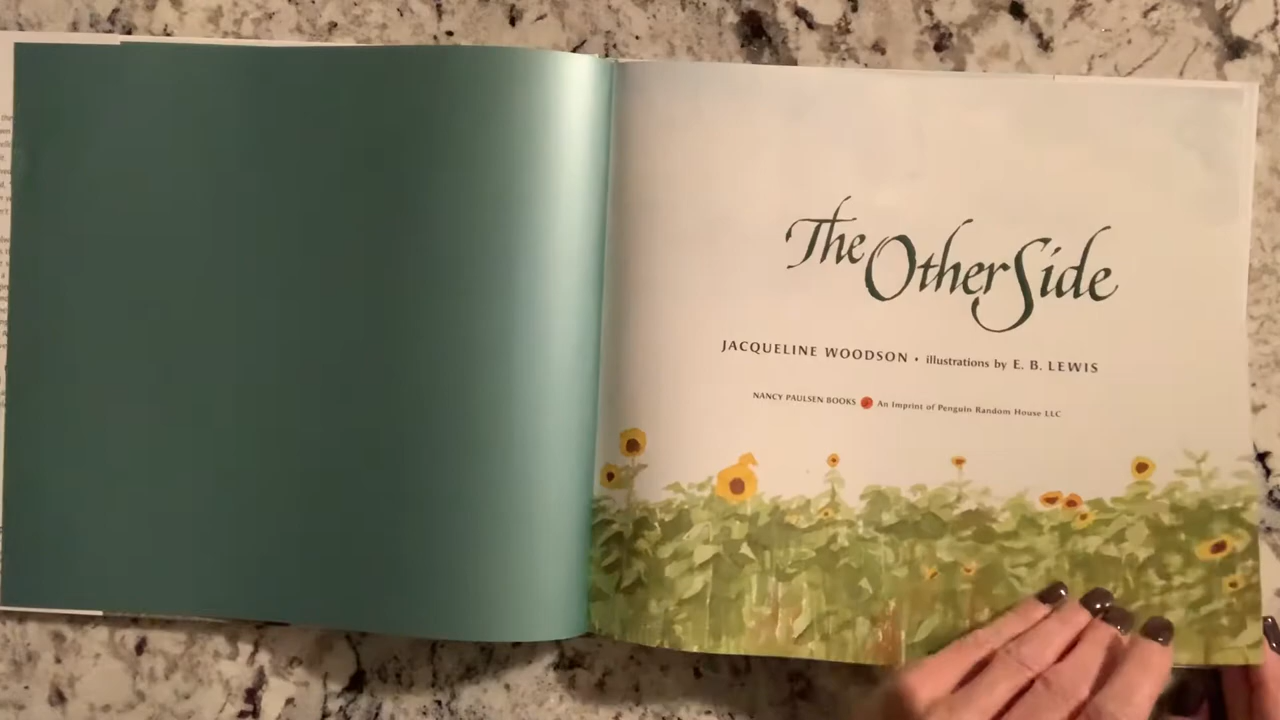 The Other Side
JACQUELINE WOODSON • illustrations by E. B. LEWIS
NANCY PAULSEN BOOKS An Imprint of Penguin Random House LLC